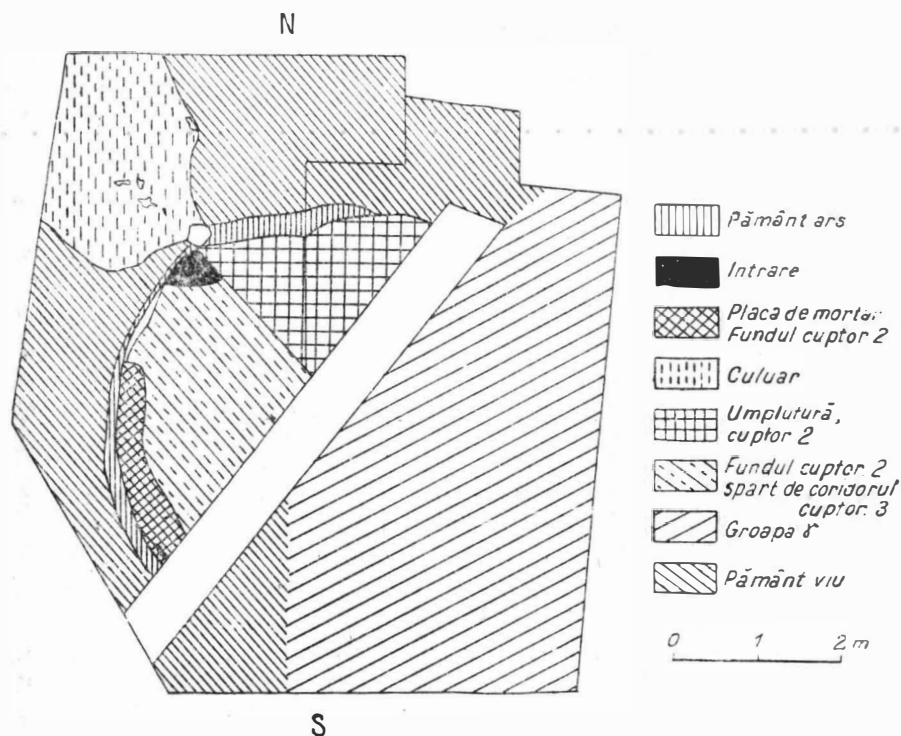 N
Pământ ars
Intrare
Placa de mortar
Fundul cuptor 2
Culuar
Umplutură,
cuptor 2
Fundul cuptor. 2
spart de coridorul
cuptor. 3
Groapa ४
Pământ viu
0 1 2 m
S